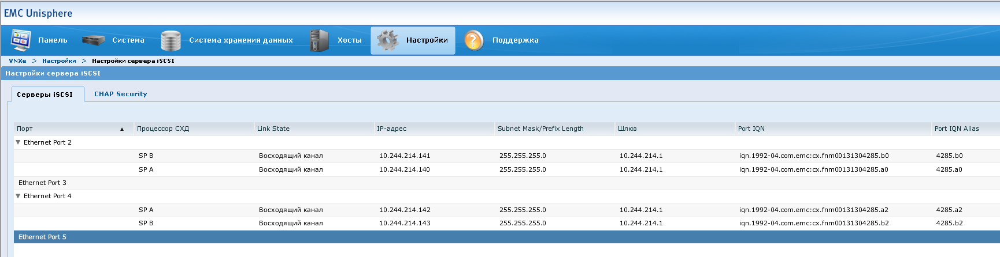 EMC Unisphere
Панель Система Система хранения данных Хосты Настройки Поддержка
VNXe > Настройки > Настройки сервера iSCSI
Настройки сервера iSCSI
Серверы iSCSI CHAP Security
Порт Процессор СХД Link State IP-адрес Subnet Mask/Prefix Length Шлюз Port IQN Port IQN Alias
Ethernet Port 2
SP B Восходящий канал 10.244.214.141 255.255.255.0 10.244.214.1 iqn.1992-04.com.emc:cx.fnm00131304285.b0 4285.b0
SP A Восходящий канал 10.244.214.140 255.255.255.0 10.244.214.1 iqn.1992-04.com.emc:cx.fnm00131304285.a0 4285.a0
Ethernet Port 3
Ethernet Port 4
SP A Восходящий канал 10.244.214.142 255.255.255.0 10.244.214.1 iqn.1992-04.com.emc:cx.fnm00131304285.a2 4285.a2
SP B Восходящий канал 10.244.214.143 255.255.255.0 10.244.214.1 iqn.1992-04.com.emc:cx.fnm00131304285.b2 4285.b2
Ethernet Port 5